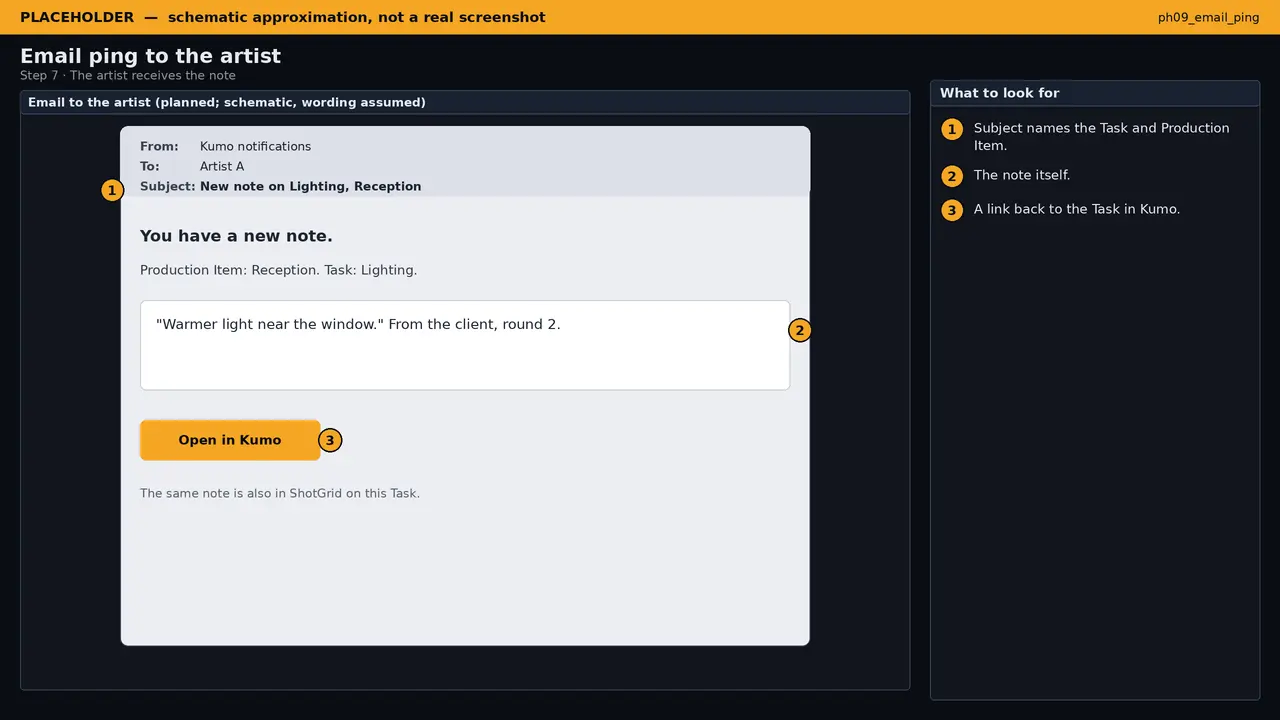 PLACEHOLDER — schematic approximation, not a real screenshot
ph09_email_ping
Email ping to the artist
Step 7 · The artist receives the note
Email to the artist (planned; schematic, wording assumed)
From: Kumo notifications
To: Artist A
1
Subject: New note on Lighting, Reception
You have a new note.
Production Item: Reception. Task: Lighting.
"Warmer light near the window." From the client, round 2.
2
Open in Kumo
3
The same note is also in ShotGrid on this Task.
What to look for
1 Subject names the Task and Production
Item.
2 The note itself.
3 A link back to the Task in Kumo.